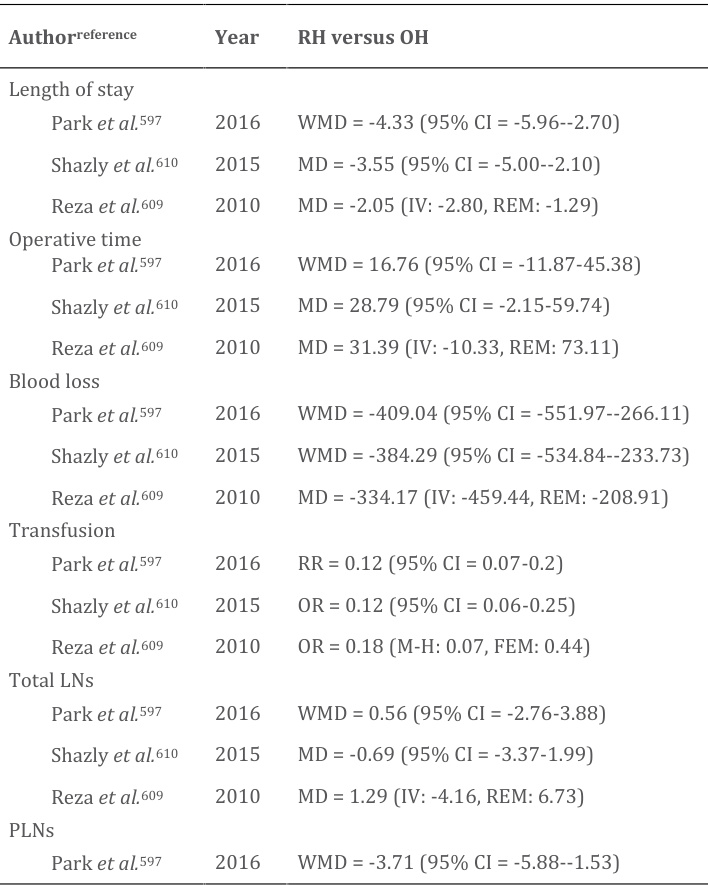 Authorreference Year RH versus OH
Length of stay
Park et al.597 2016 WMD = -4.33 (95% CI = -5.96--2.70)
Shazly et al.610 2015 MD = -3.55 (95% CI = -5.00--2.10)
Reza et al.609 2010 MD = -2.05 (IV: -2.80, REM: -1.29)
Operative time
Park et al.597 2016 WMD = 16.76 (95% CI = -11.87-45.38)
Shazly et al.610 2015 MD = 28.79 (95% CI = -2.15-59.74)
Reza et al.609 2010 MD = 31.39 (IV: -10.33, REM: 73.11)
Blood loss
Park et al.597 2016 WMD = -409.04 (95% CI = -551.97--266.11)
Shazly et al.610 2015 WMD = -384.29 (95% CI = -534.84--233.73)
Reza et al.609 2010 MD = -334.17 (IV: -459.44, REM: -208.91)
Transfusion
Park et al.597 2016 RR = 0.12 (95% CI = 0.07-0.2)
Shazly et al.610 2015 OR = 0.12 (95% CI = 0.06-0.25)
Reza et al.609 2010 OR = 0.18 (M-H: 0.07, FEM: 0.44)
Total LNs
Park et al.597 2016 WMD = 0.56 (95% CI = -2.76-3.88)
Shazly et al.610 2015 MD = -0.69 (95% CI = -3.37-1.99)
Reza et al.609 2010 MD = 1.29 (IV: -4.16, REM: 6.73)
PLNs
Park et al.597 2016 WMD = -3.71 (95% CI = -5.88--1.53)